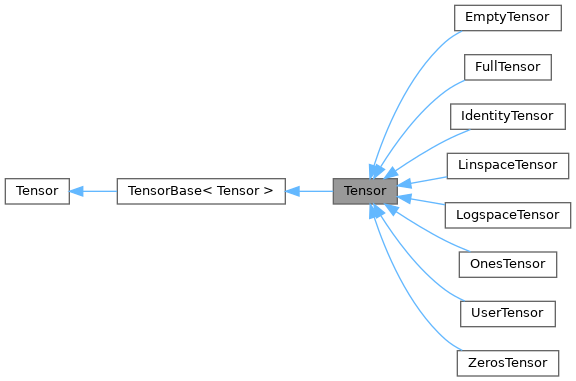 Tensor
TensorBase< Tensor >
Tensor
EmptyTensor
FullTensor
IdentityTensor
LinspaceTensor
LogspaceTensor
OnesTensor
UserTensor
ZerosTensor